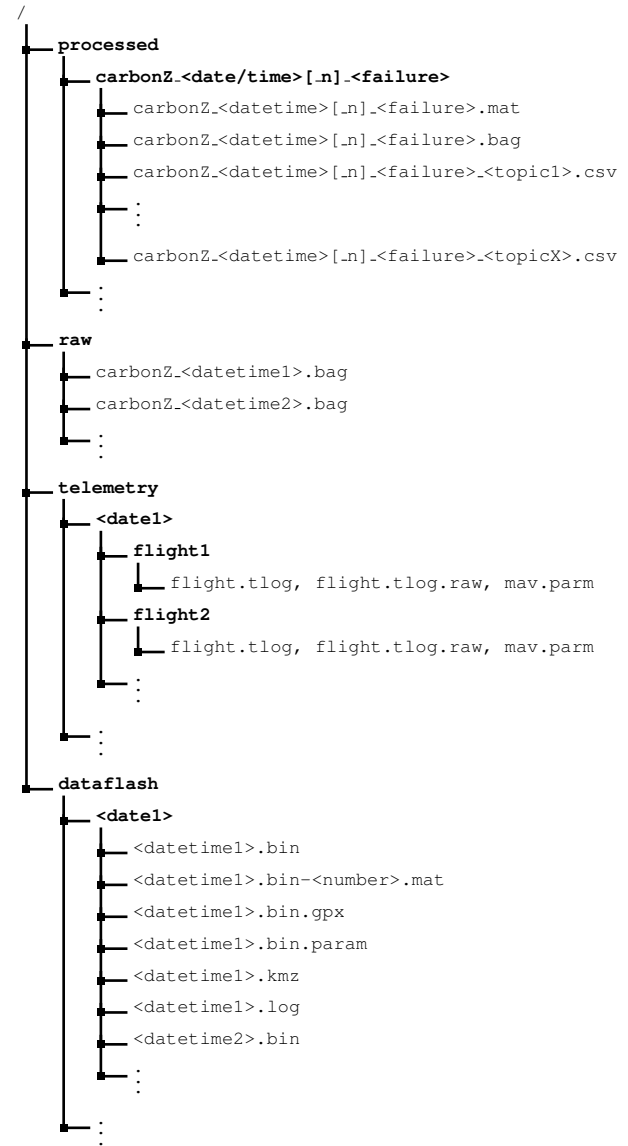 /
processed
carbonZ_<date/time>[_n]_<failure>
carbonZ_<datetime>[_n]_<failure>.mat
carbonZ_<datetime>[_n]_<failure>.bag
carbonZ_<datetime>[_n]_<failure>_<topic1>.csv
⋮
carbonZ_<datetime>[_n]_<failure>_<topicX>.csv
⋮
raw
carbonZ_<datetime1>.bag
carbonZ_<datetime2>.bag
⋮
telemetry
<date1>
flight1
flight.tlog, flight.tlog.raw, mav.parm
flight2
flight.tlog, flight.tlog.raw, mav.parm
⋮
⋮
dataflash
<date1>
<datetime1>.bin
<datetime1>.bin-<number>.mat
<datetime1>.bin.gpx
<datetime1>.bin.param
<datetime1>.kmz
<datetime1>.log
<datetime2>.bin
⋮
⋮